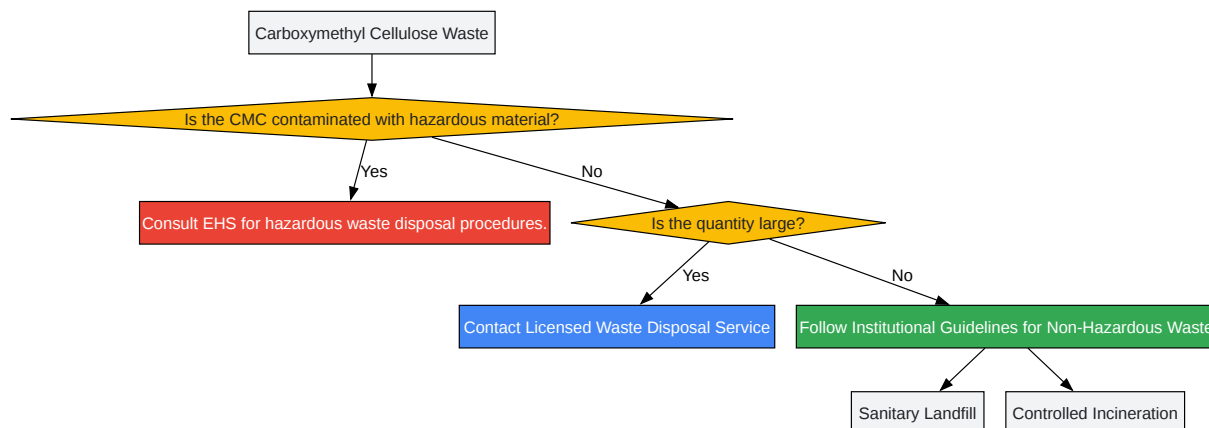 Carboxymethyl Cellulose Waste
Is the CMC contaminated with hazardous material?
Yes
No
Consult EHS for hazardous waste disposal procedures.
Is the quantity large?
Yes
No
Contact Licensed Waste Disposal Service
Follow Institutional Guidelines for Non-Hazardous Waste
Sanitary Landfill
Controlled Incineration